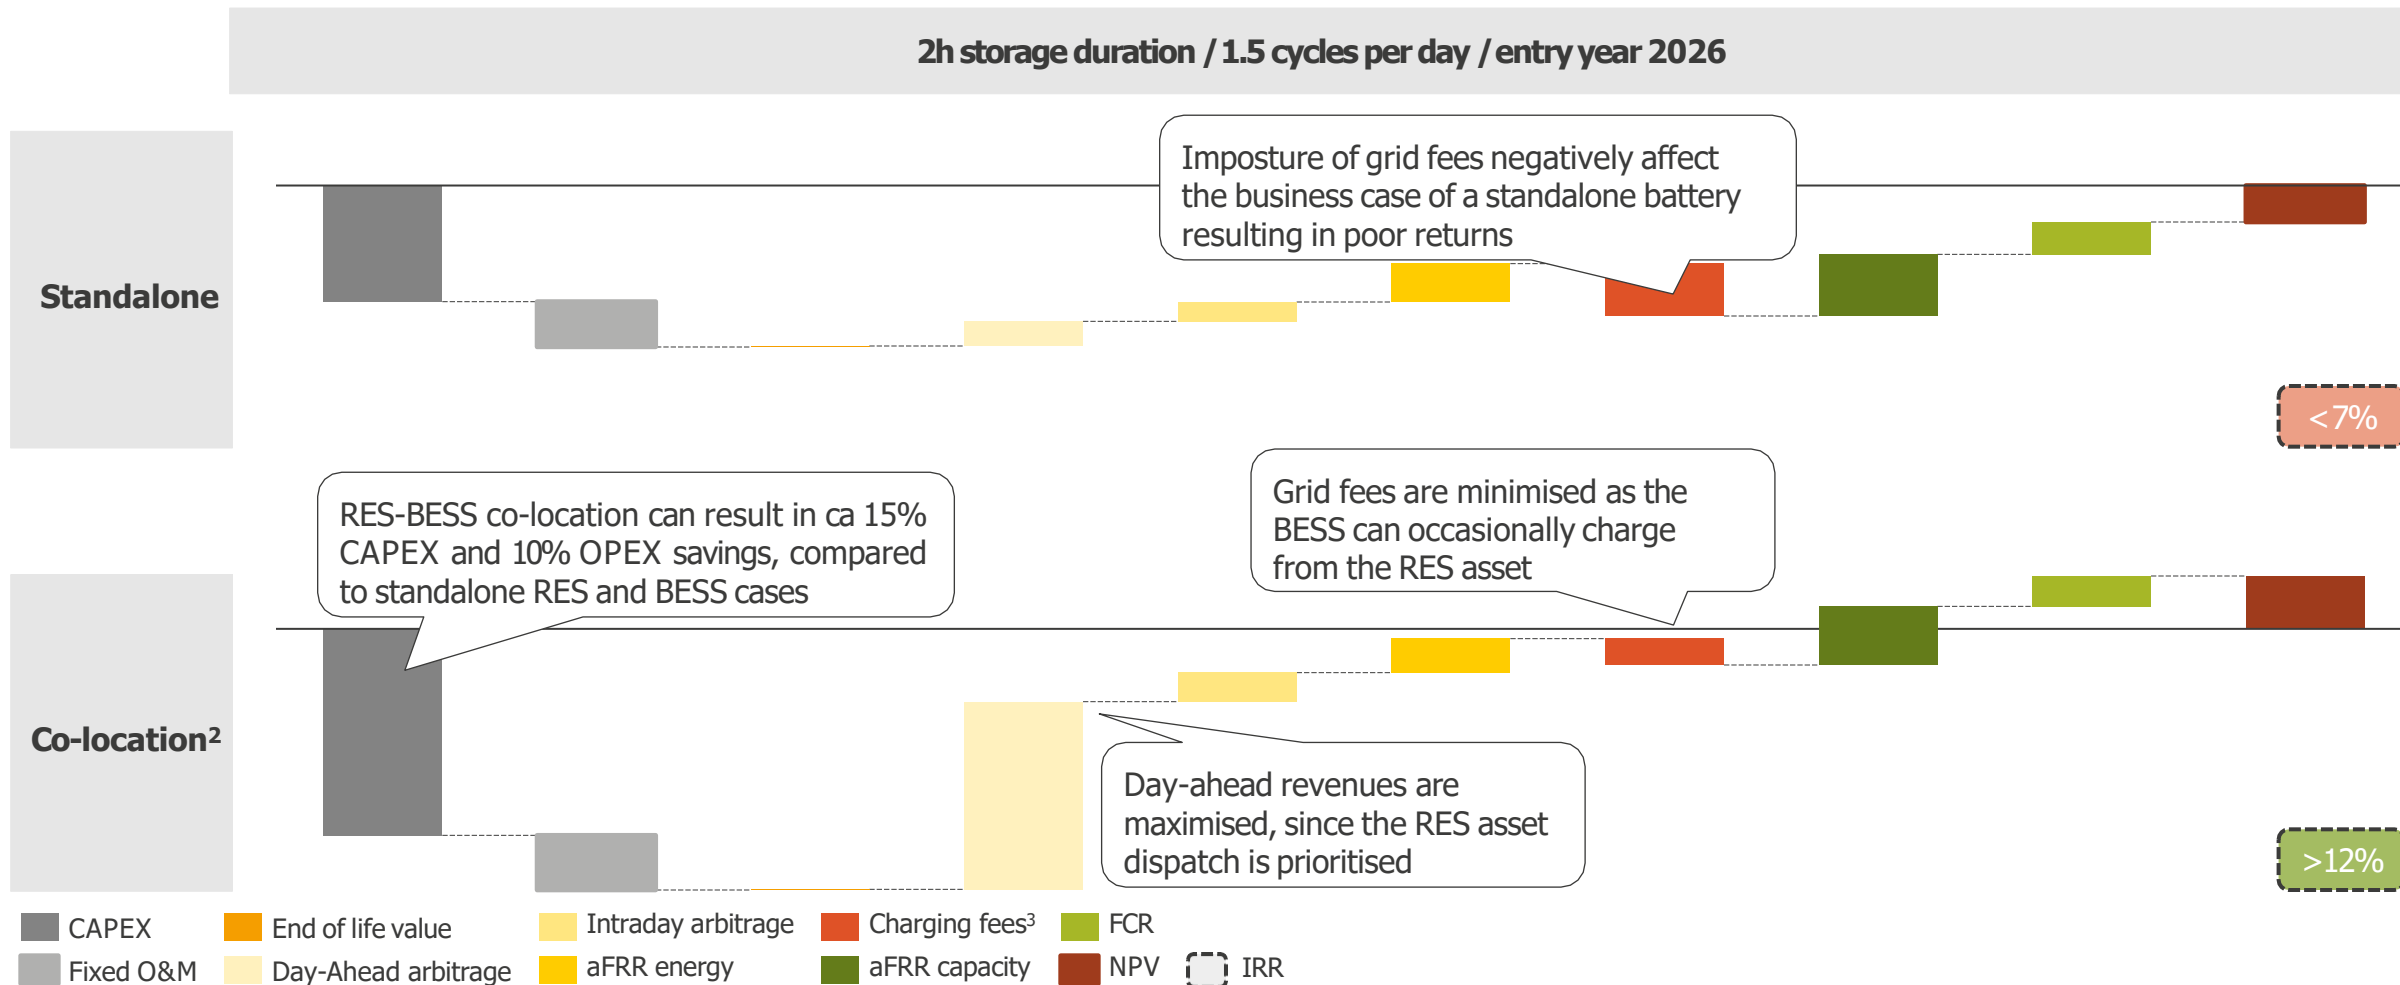 2h storage duration / 1.5 cycles per day / entry year 2026
Standalone
Imposture of grid fees negatively affect
the business case of a standalone battery
resulting in poor returns
<7%
RES-BESS co-location can result in ca 15%
CAPEX and 10% OPEX savings, compared
to standalone RES and BESS cases
Grid fees are minimised as the
BESS can occasionally charge
from the RES asset
Co-location²
Day-ahead revenues are
maximised, since the RES asset
dispatch is prioritised
>12%
CAPEX
End of life value
Intraday arbitrage
Charging fees³
FCR
Fixed O&M
Day-Ahead arbitrage
aFRR energy
aFRR capacity
NPV
IRR